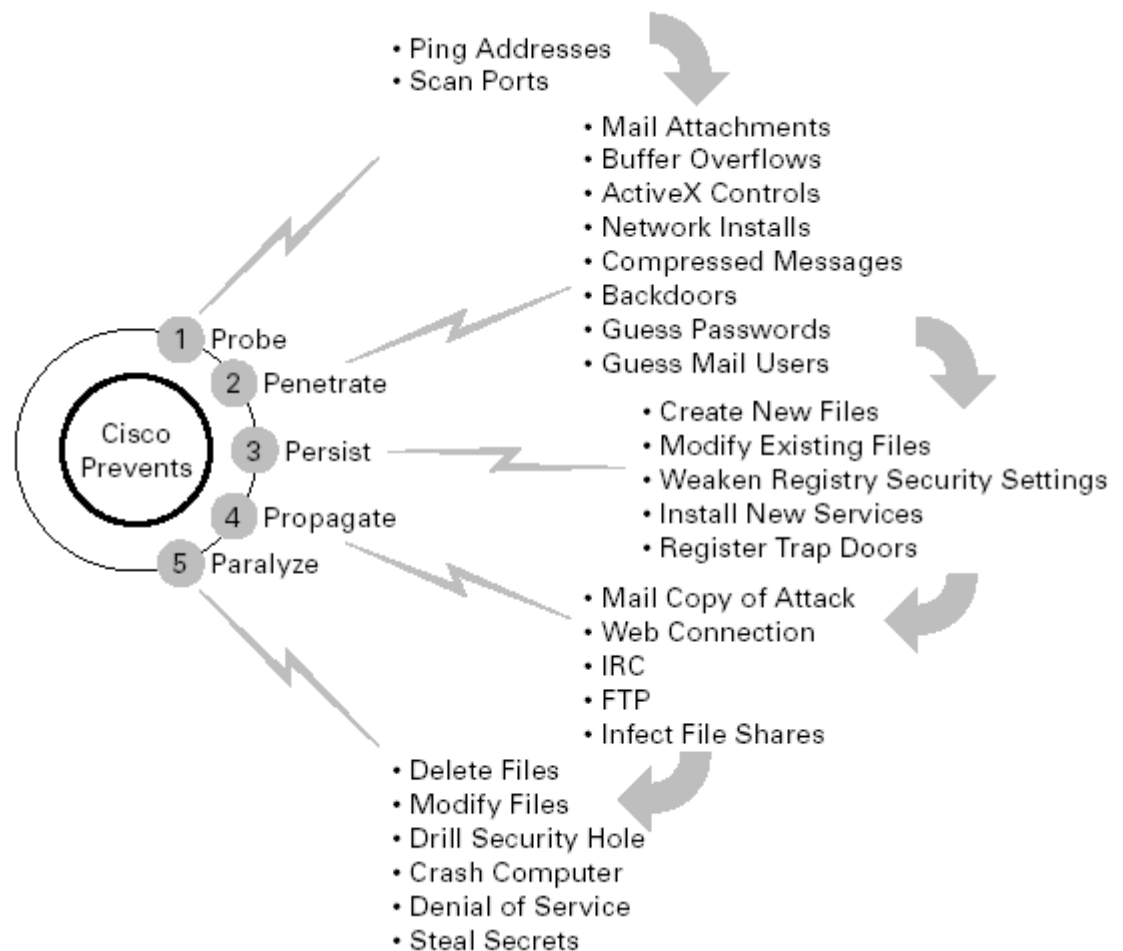 • Ping Addresses
• Scan Ports
• Mail Attachments
• Buffer Overflows
• ActiveX Controls
• Network Installs
• Compressed Messages
• Backdoors
• Guess Passwords
• Guess Mail Users
• Create New Files
• Modify Existing Files
• Weaken Registry Security Settings
• Install New Services
• Register Trap Doors
• Mail Copy of Attack
• Web Connection
• IRC
• FTP
• Infect File Shares
• Delete Files
• Modify Files
• Drill Security Hole
• Crash Computer
• Denial of Service
• Steal Secrets
1 Probe
2 Penetrate
3 Persist
4 Propagate
5 Paralyze
Cisco
Prevents